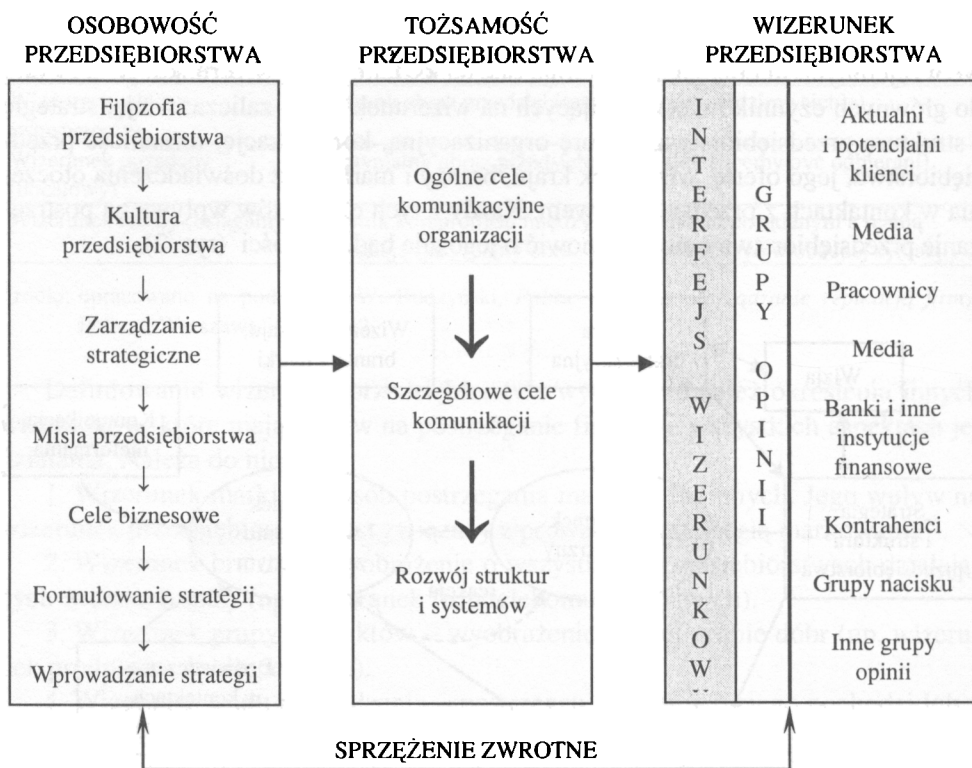 OSOBOWOŚĆ
PRZEDSIĘBIORSTWA
Filozofia
przedsiębiorstwa
Kultura
przedsiębiorstwa
Zarządzanie
strategiczne
Misja przedsiębiorstwa
Cele biznesowe
Formułowanie strategii
Wprowadzanie strategii
TOŻSAMOŚĆ
PRZEDSIĘBIORSTWA
Ogólne cele
komunikacyjne
organizacji
Szczegółowe cele
komunikacji
Rozwój struktur
i systemów
WIZERUNEK
PRZEDSIĘBIORSTWA
NTERFEJS WIZERUNKOW
GRUPY OPINII
Aktualni
i potencjalni
klienci
Media
Pracownicy
Media
Banki i inne
instytucje
finansowe
Kontrahenci
Grupy nacisku
Inne grupy
opinii
SPRZĘŻENIE ZWROTNE